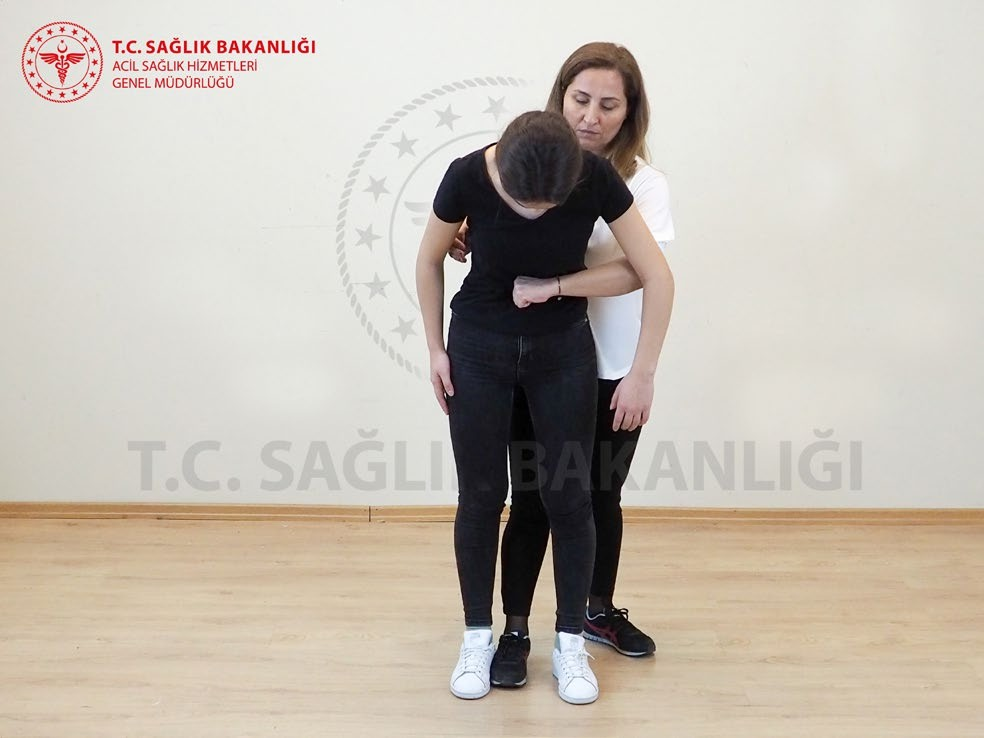 T.C. SAĞLIK BAKANLIĞI
ACİL SAĞLIK HİZMETLERİ
GENEL MÜDÜRLÜĞÜ
T.C. SAĞLIK BAKANLIĞI